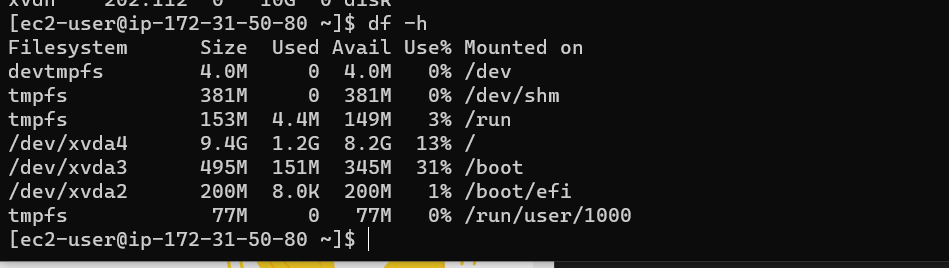 xvdh    202:112  0   10G  0 disk
[ec2-user@ip-172-31-50-80 ~]$ df -h
Filesystem      Size  Used Avail Use% Mounted on
devtmpfs        4.0M     0  4.0M   0% /dev
tmpfs           381M     0  381M   0% /dev/shm
tmpfs           153M  4.4M  149M   3% /run
/dev/xvda4      9.4G  1.2G  8.2G  13% /
/dev/xvda3      495M  151M  345M  31% /boot
/dev/xvda2      200M  8.0K  200M   1% /boot/efi
tmpfs            77M     0   77M   0% /run/user/1000
[ec2-user@ip-172-31-50-80 ~]$